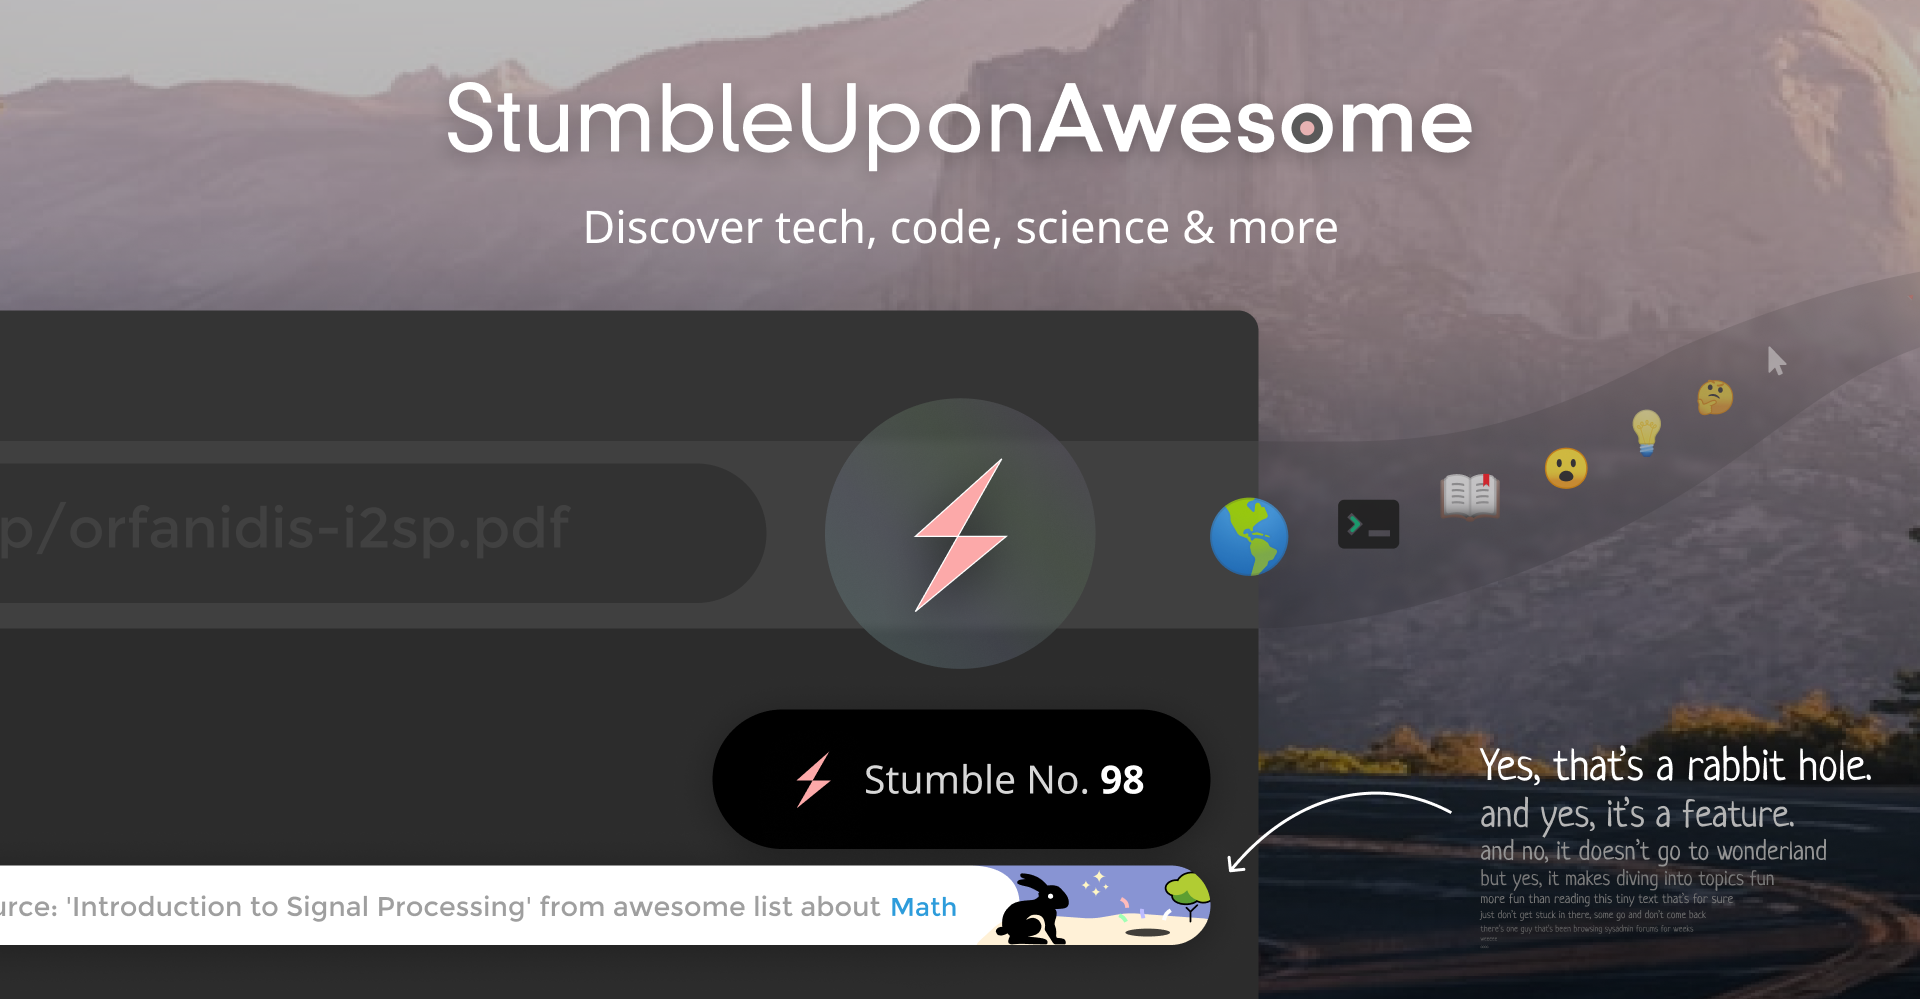 StumbleUponAwesome
Discover tech, code, science & more
p/orfanidis-i2sp.pdf
Stumble No. 98
urce: 'Introduction to Signal Processing' from awesome list about Math
Yes, that's a rabbit hole.
and yes, it's a feature.
and no, it doesn't go to wonderland
but yes, it makes diving into topics fun
more fun than reading this tiny text that's for sure
just don't get stuck in there, some go and don't come back
there's one guy that's been browsing sysadmin forums for weeks